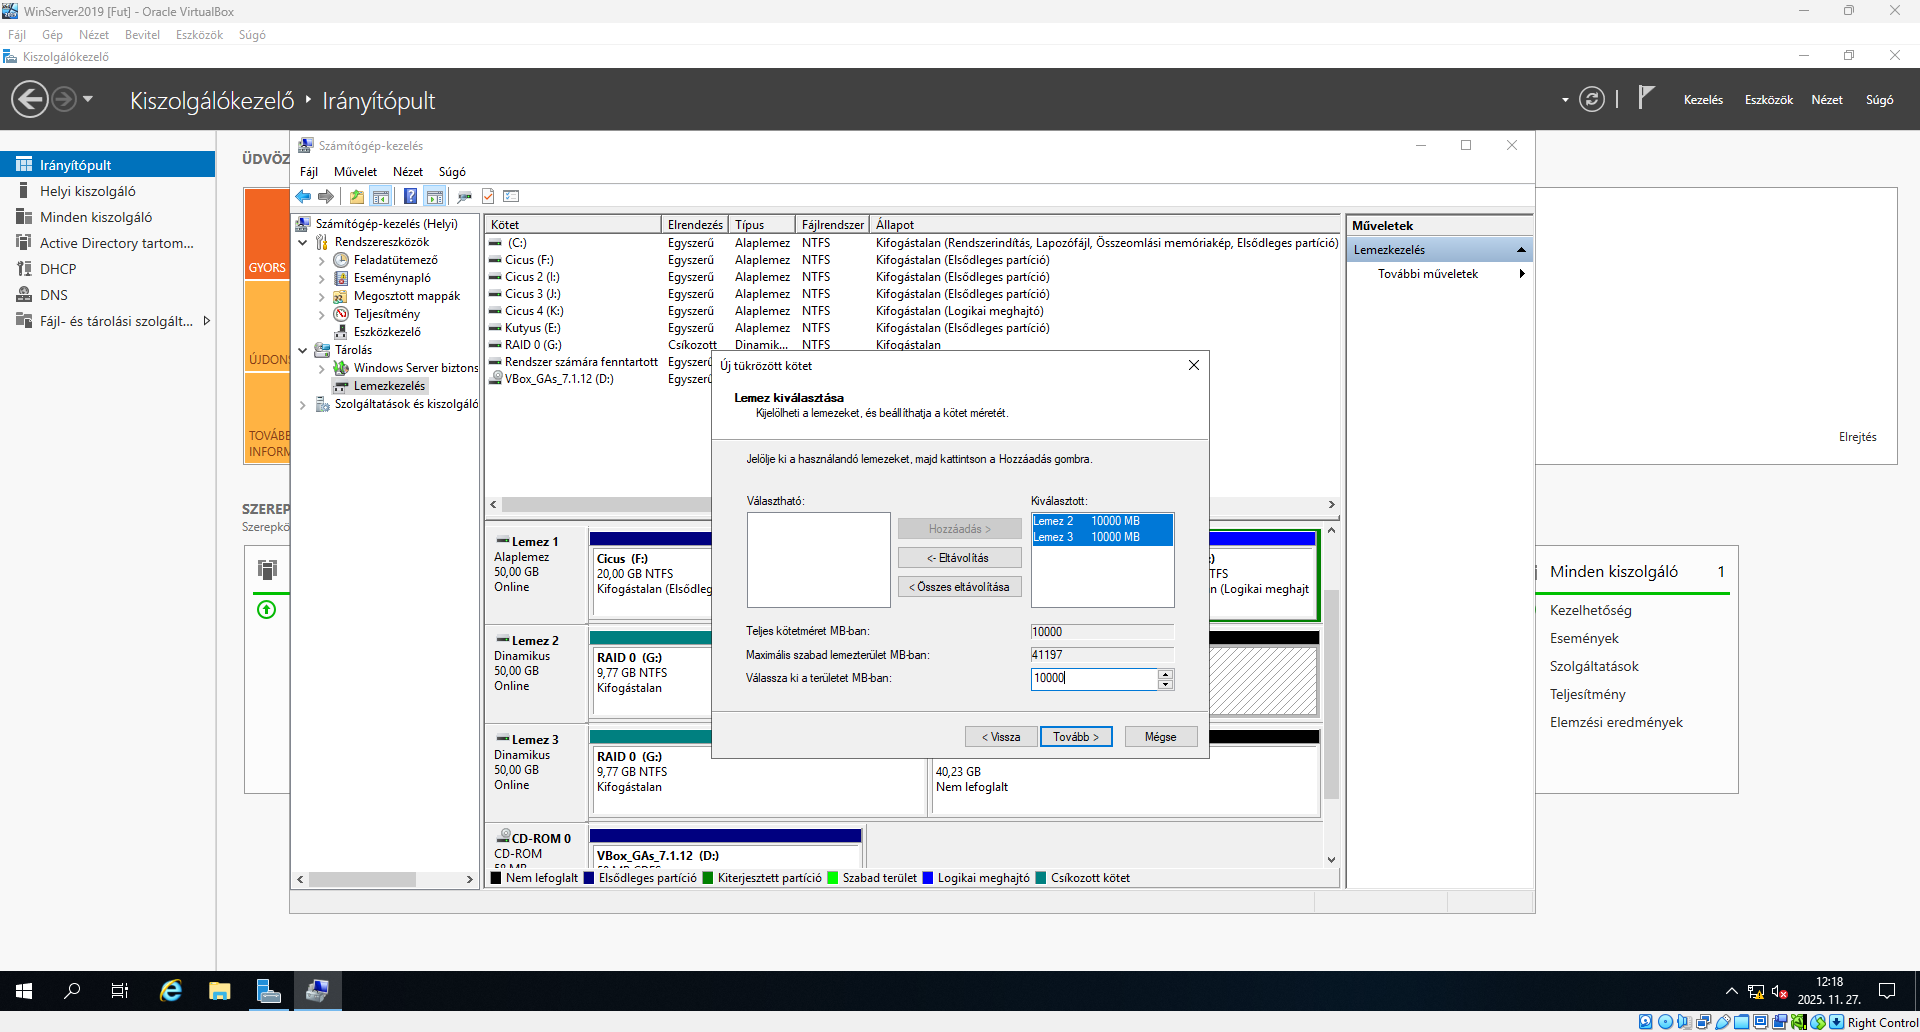 WinServer2019 [Fut] - Oracle VirtualBox
Fájl Gép Nézet Bevitel Eszközök Súgó
Kiszolgálókezelő
Kiszolgálókezelő ‣ Irányítópult
Kezelés Eszközök Nézet Súgó
Irányítópult
Helyi kiszolgáló
Minden kiszolgáló
Active Directory tartom...
DHCP
DNS
Fájl- és tárolási szolgált...
ÜDVÖZ
GYORS
ÚJDON
TOVÁBB
INFORM
Elrejtés
SZEREP
Szerepkö
Számítógép-kezelés
Fájl Művelet Nézet Súgó
Számítógép-kezelés (Helyi)
Rendszereszközök
Feladatütemező
Eseménynapló
Megosztott mappák
Teljesítmény
Eszközkezelő
Tárolás
Windows Server biztons
Lemezkezelés
Szolgáltatások és kiszolgáló
Kötet Elrendezés Típus Fájlrendszer Állapot
(C:) Egyszerű Alaplemez NTFS Kifogástalan (Rendszerindítás, Lapozófájl, Összeomlási memóriakép, Elsődleges partíció)
Cicus (F:) Egyszerű Alaplemez NTFS Kifogástalan (Elsődleges partíció)
Cicus 2 (I:) Egyszerű Alaplemez NTFS Kifogástalan (Elsődleges partíció)
Cicus 3 (J:) Egyszerű Alaplemez NTFS Kifogástalan (Elsődleges partíció)
Cicus 4 (K:) Egyszerű Alaplemez NTFS Kifogástalan (Logikai meghajtó)
Kutyus (E:) Egyszerű Alaplemez NTFS Kifogástalan (Elsődleges partíció)
RAID 0 (G:) Csíkozott Dinamik... NTFS Kifogástalan
Rendszer számára fenntartott Egyszerű
VBox_GAs_7.1.12 (D:) Egyszerű
Műveletek
Lemezkezelés
További műveletek
Új tükrözött kötet
Lemez kiválasztása
Kijelölheti a lemezeket, és beállíthatja a kötet méretét.
Jelölje ki a használandó lemezeket, majd kattintson a Hozzáadás gombra.
Választható:
Kiválasztott:
Hozzáadás >
<- Eltávolítás
< Összes eltávolítása
Lemez 2 10000 MB
Lemez 3 10000 MB
Teljes kötetméret MB-ban: 10000
Maximális szabad lemezterület MB-ban: 41197
Válassza ki a területet MB-ban: 10000
< Vissza Tovább > Mégse
Lemez 1
Alaplemez
50,00 GB
Online
Cicus (F:)
20,00 GB NTFS
Kifogástalan (Elsődleg
:)
TFS
n (Logikai meghajt
Lemez 2
Dinamikus
50,00 GB
Online
RAID 0 (G:)
9,77 GB NTFS
Kifogástalan
Lemez 3
Dinamikus
50,00 GB
Online
RAID 0 (G:)
9,77 GB NTFS
Kifogástalan
40,23 GB
Nem lefoglalt
CD-ROM 0
CD-ROM
VBox_GAs_7.1.12 (D:)
Nem lefoglalt Elsődleges partíció Kiterjesztett partíció Szabad terület Logikai meghajtó Csíkozott kötet
Minden kiszolgáló 1
Kezelhetőség
Események
Szolgáltatások
Teljesítmény
Elemzési eredmények
12:18
2025. 11. 27.
Right Control